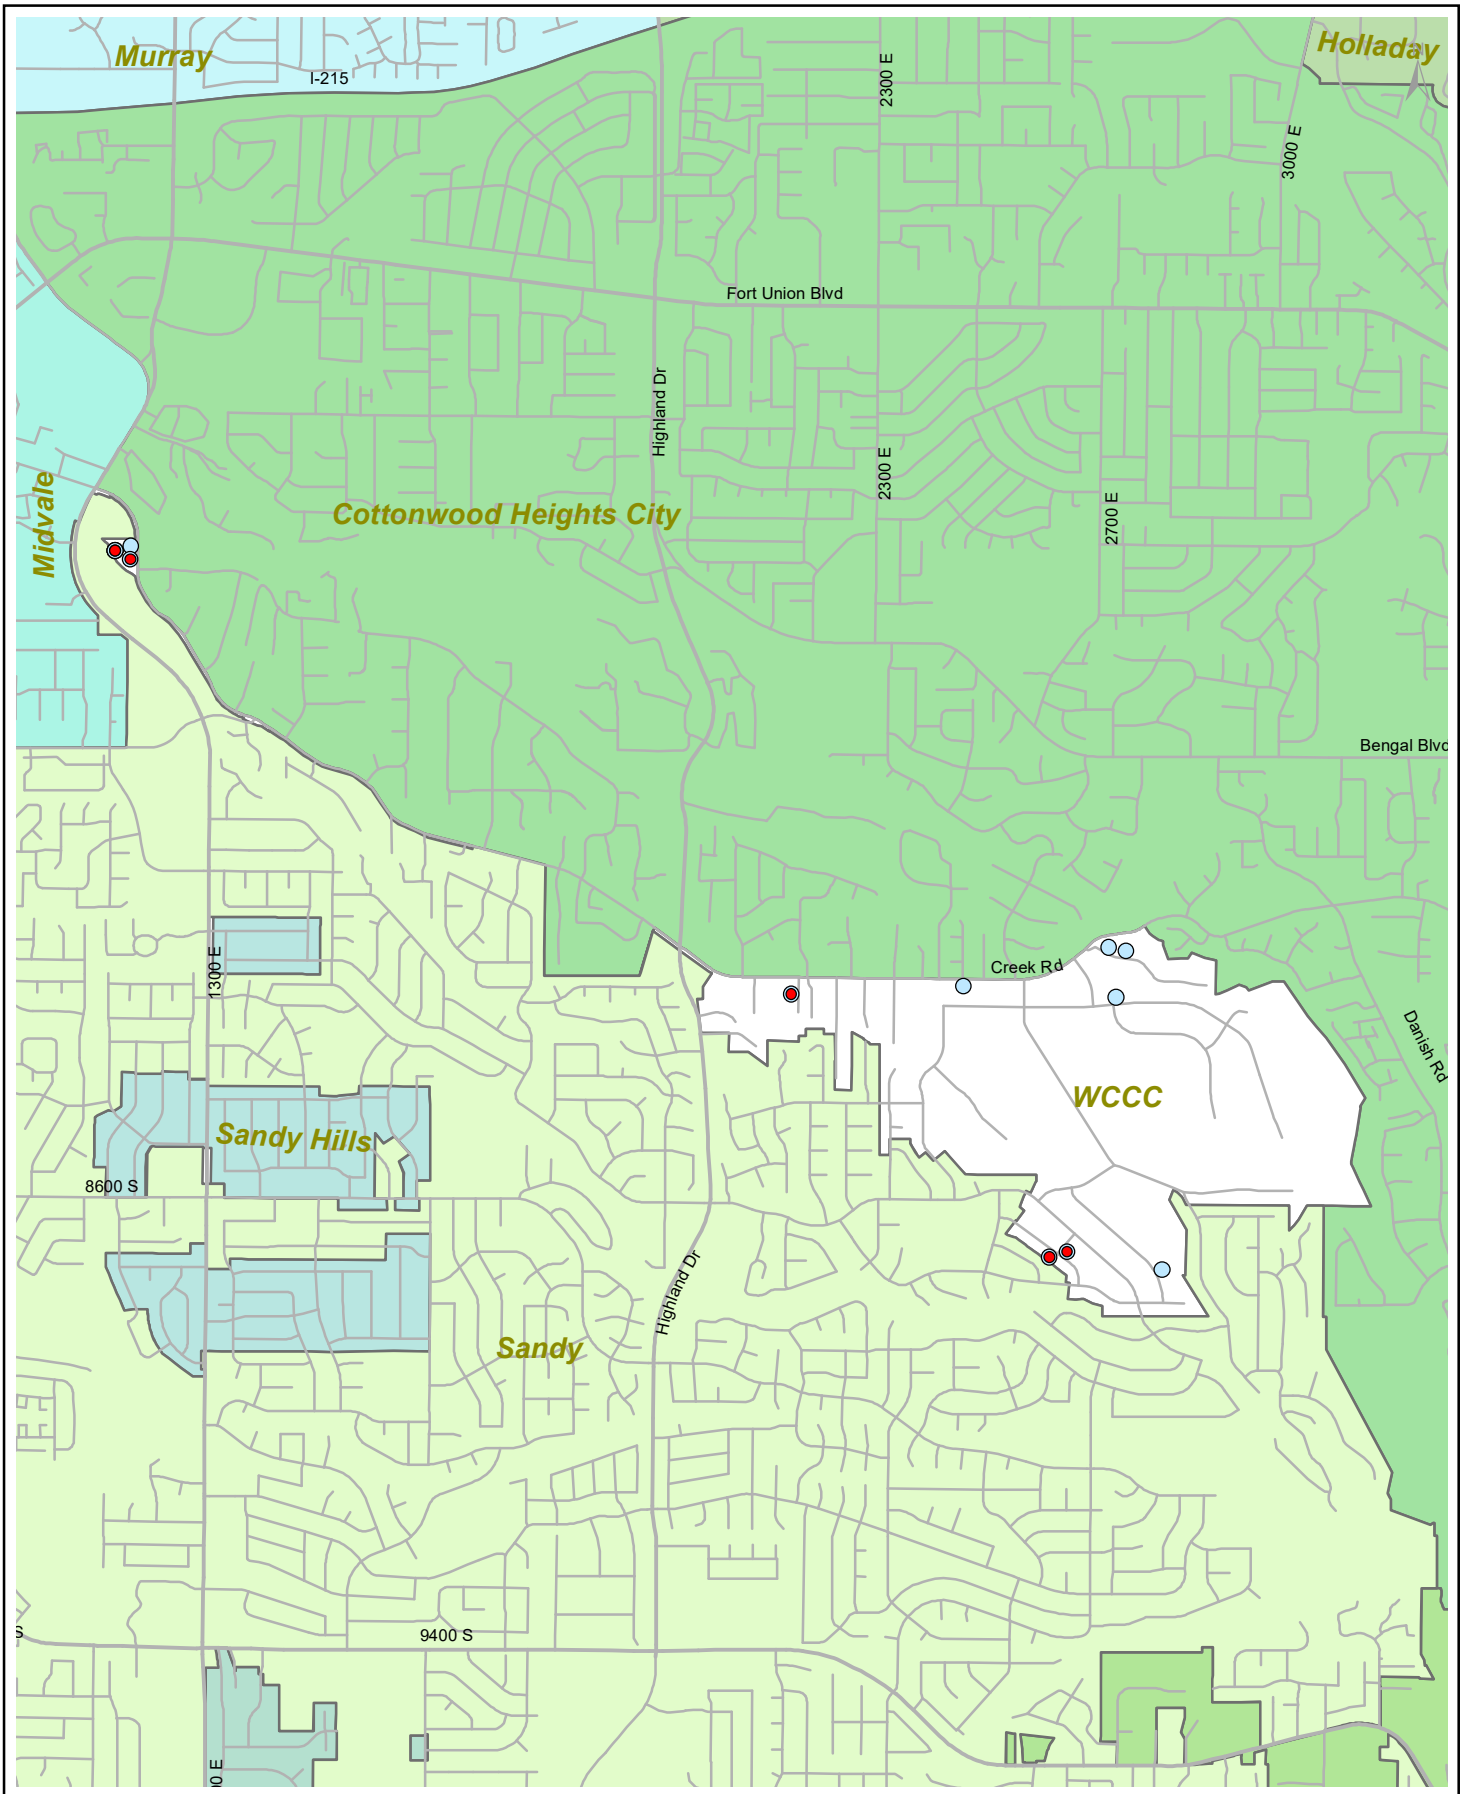 Murray
Holladay
I-215
2300 E
3000 E
Fort Union Blvd
Highland Dr
2300 E
Midvale
Cottonwood Heights City
2700 E
Bengal Blvd
1300 E
Creek Rd
Danish Rd
WCCC
Sandy Hills
8600 S
Highland Dr
Sandy
S
9400 S
00 E